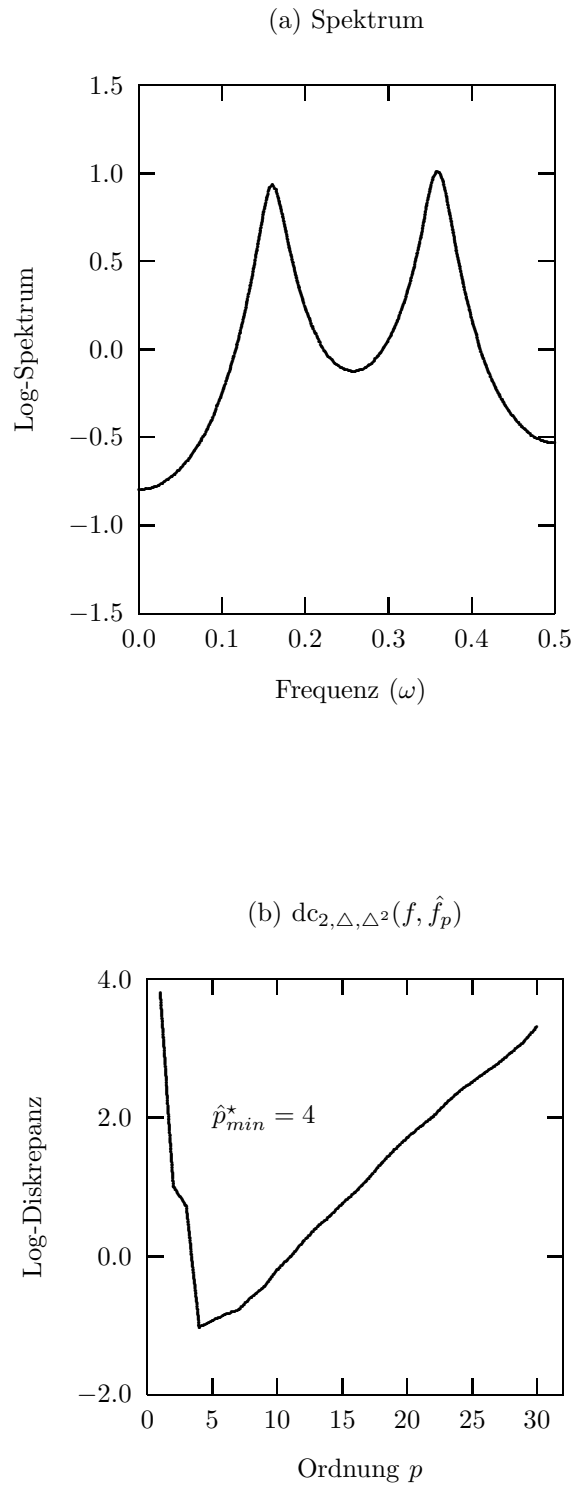 (a) Spektrum
1.5
1.0
0.5
0.0
−0.5
−1.0
−1.5
Log-Spektrum
0.0 0.1 0.2 0.3 0.4 0.5
Frequenz (ω)
(b) dc₂,△,△²(f, f̂ₚ)
4.0
2.0
0.0
−2.0
Log-Diskrepanz
p̂⋆min = 4
0 5 10 15 20 25 30
Ordnung p